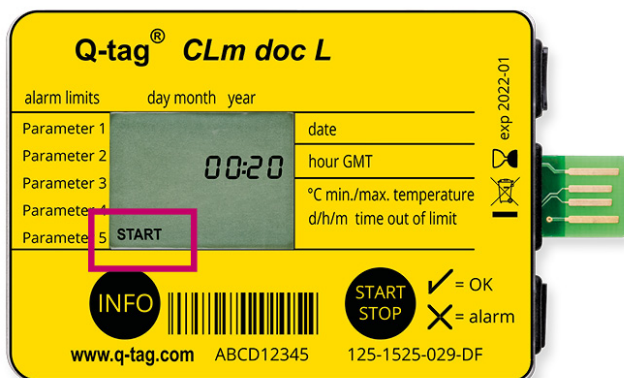 Q-tag® CLm doc L
alarm limits day month year
Parameter 1
Parameter 2
Parameter 3
Parameter 4
Parameter 5
00:20
START
date
hour GMT
°C min./max. temperature
d/h/m time out of limit
exp 2022-01
INFO
START
STOP
= OK
= alarm
www.q-tag.com ABCD12345 125-1525-029-DF